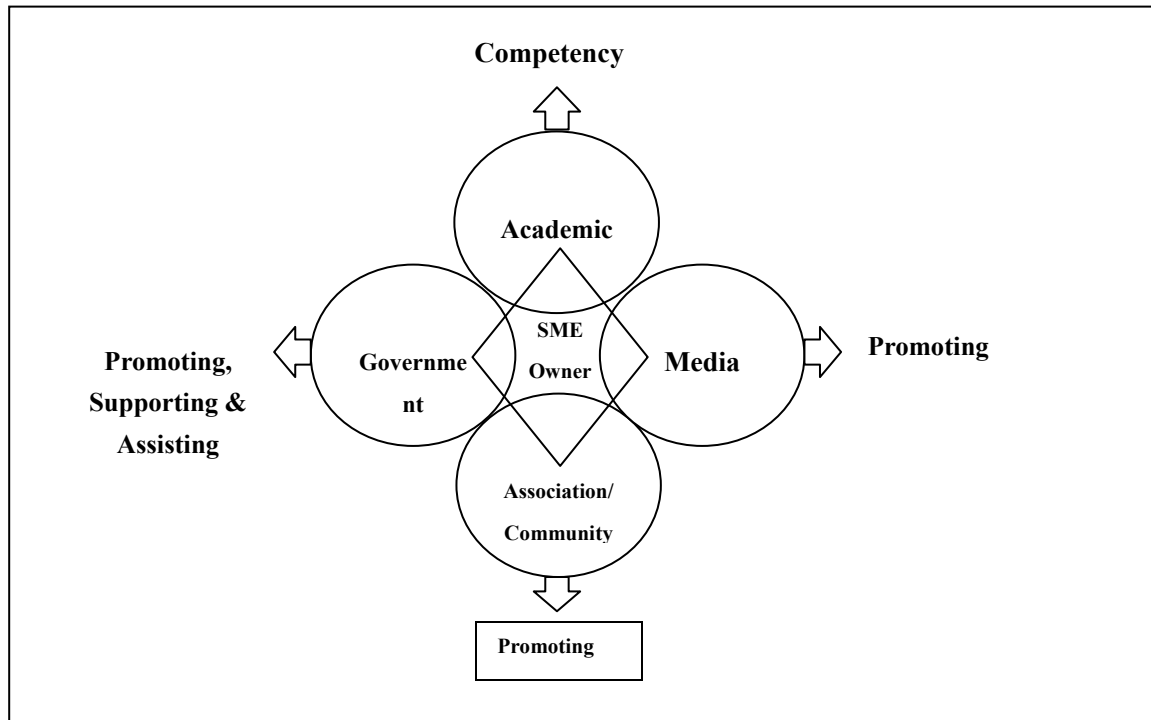 Competency
Academic
SME
Owner
Governme
nt
Media
Promoting
Promoting,
Supporting &
Assisting
Association/
Community
Promoting